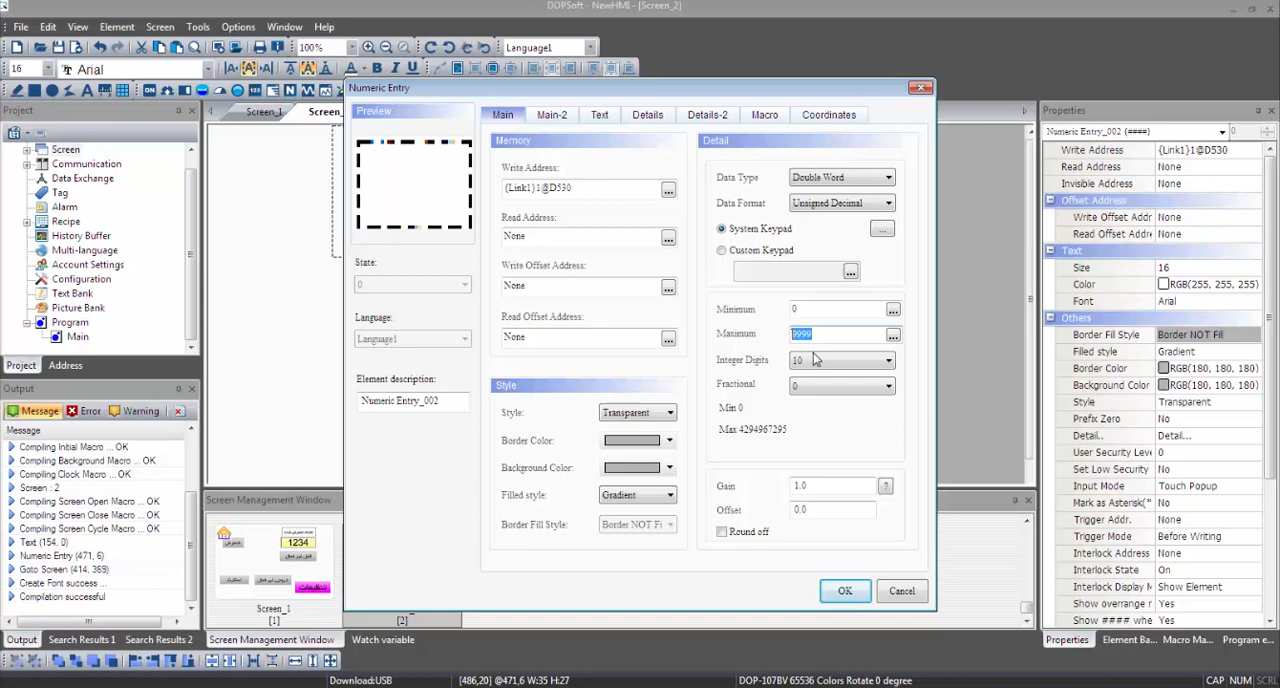 DOPSoft - NewHMI - [Screen_2]
File Edit View Element Screen Tools Options Window Help
100% Language1
16 Arial
Project
Screen
Communication
Data Exchange
Tag
Alarm
Recipe
History Buffer
Multi-language
Account Settings
Configuration
Text Bank
Picture Bank
Program
Main
Project Address
Output
Message Error Warning
Message
Compiling Initial Macro ... OK
Compiling Background Macro ... OK
Compiling Clock Macro ... OK
Screen : 2
Compiling Screen Open Macro ... OK
Compiling Screen Close Macro ... OK
Compiling Screen Cycle Macro ... OK
Text (154, 0)
Numeric Entry (471, 6)
Goto Screen (414, 369)
Create Font success ...
Compilation successful
Output Search Results 1 Search Results 2 Screen Management Window Watch variable
Screen_1 Screen_
Screen Management Window
1234
تنظیمات
Screen_1
[1]
[2]
Numeric Entry
Preview
State:
0
Language:
Language1
Element description:
Numeric Entry_002
Main Main-2 Text Details Details-2 Macro Coordinates
Memory
Write Address:
{Link1}1@D530
Read Address:
None
Write Offset Address:
None
Read Offset Address:
None
Style
Style: Transparent
Border Color:
Background Color:
Filled style: Gradient
Border Fill Style: Border NOT Fi
Detail
Data Type Double Word
Data Format Unsigned Decimal
System Keypad
Custom Keypad
Minimum 0
Maximum 9999
Integer Digits 10
Fractional 0
Min 0
Max 4294967295
Gain 1.0 ?
Offset 0.0
Round off
OK Cancel
Properties
Numeric Entry_002 {####} 0
Write Address {Link1}1@D530
Read Address None
Invisible Address None
Offset Address
Write Offset Addr None
Read Offset Addr None
Text
Size 16
Color RGB(255, 255, 255)
Font Arial
Others
Border Fill Style Border NOT Fill
Filled style Gradient
Border Color RGB(180, 180, 180)
Background Color RGB(180, 180, 180)
Style Transparent
Prefix Zero No
Detail.. Detail...
User Security Level 0
Set Low Security No
Input Mode Touch Popup
Mark as Asterisk(* No
Trigger Addr. None
Trigger Mode Before Writing
Interlock Address None
Interlock State On
Interlock Display M Show Element
Show overrange r Yes
Show #### when Yes
Properties Element Ba... Macro Ma... Program e...
Download:USB [486,20] @471,6 W:35 H:27 DOP-107BV 65536 Colors Rotate 0 degree CAP NUM SCRL